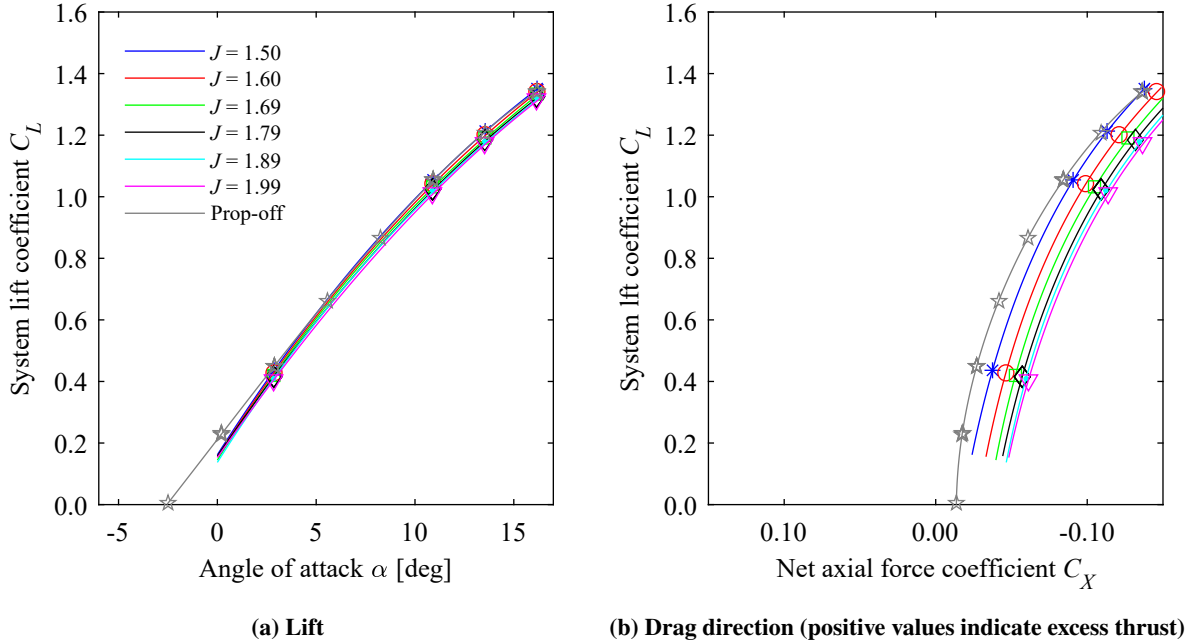 1.6
1.4
1.2
1.0
0.8
0.6
0.4
0.2
0.0
System lift coefficient C_L
J = 1.50
J = 1.60
J = 1.69
J = 1.79
J = 1.89
J = 1.99
Prop-off
-5 0 5 10 15
Angle of attack α [deg]
(a) Lift
1.6
1.4
1.2
1.0
0.8
0.6
0.4
0.2
0.0
System lft coefficient C_L
0.10 0.00 -0.10
Net axial force coefficient C_X
(b) Drag direction (positive values indicate excess thrust)